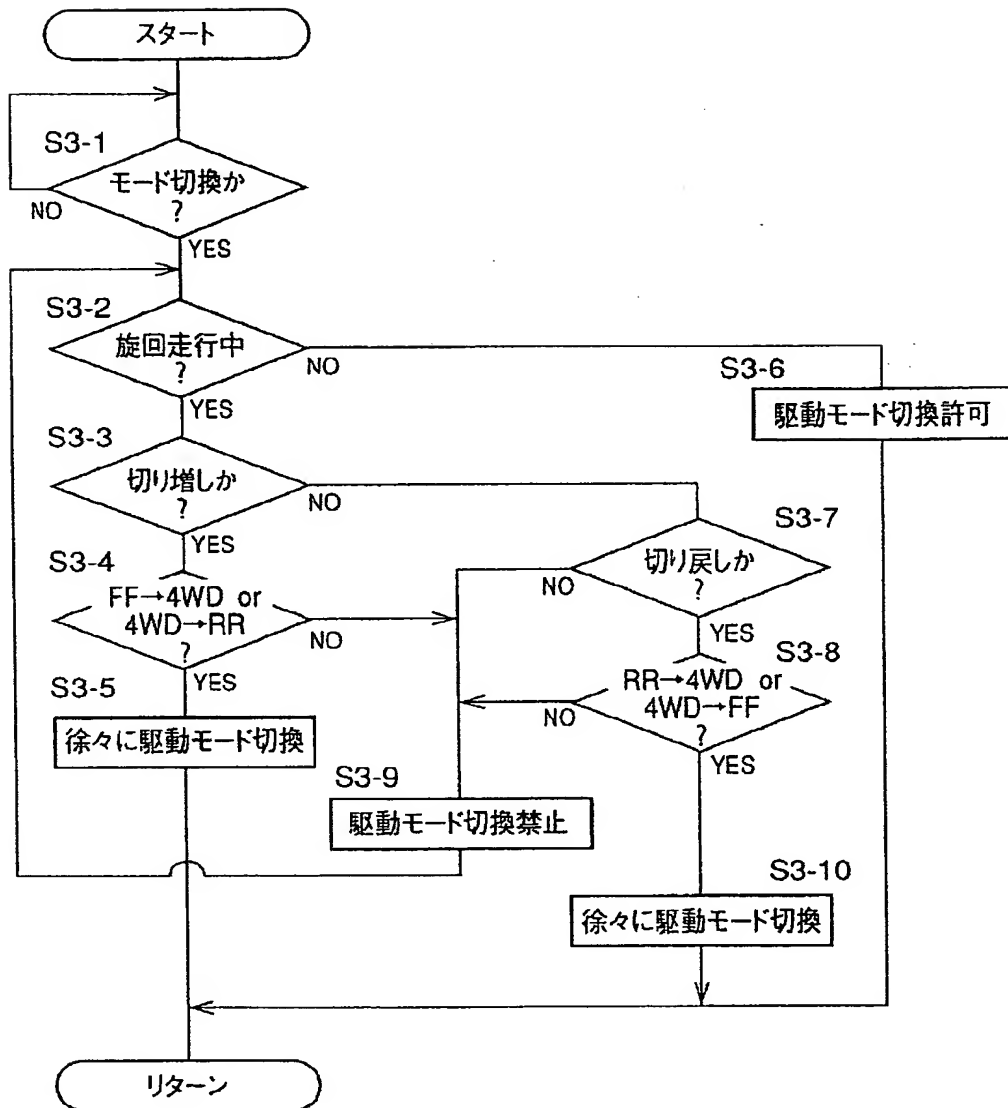 スタート
S3-1
モード切換か
?
NO
YES
S3-2
旋回走行中
?
NO
YES
S3-6
駆動モード切換許可
S3-3
切り増しか
?
NO
YES
S3-7
切り戻しか
?
NO
YES
S3-4
FF→4WD or
4WD→RR
?
NO
YES
S3-8
RR→4WD or
4WD→FF
?
NO
YES
S3-5
徐々に駆動モード切換
S3-9
駆動モード切換禁止
S3-10
徐々に駆動モード切換
リターン